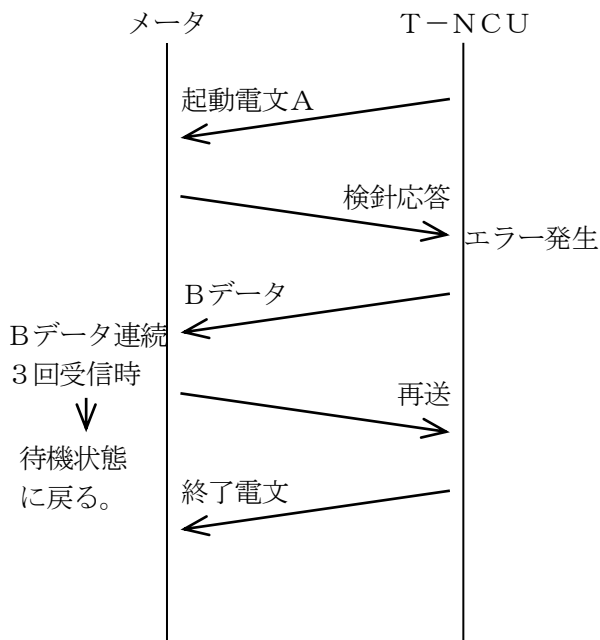 メータ
Ｔ－ＮＣＵ
起動電文Ａ
検針応答
エラー発生
Ｂデータ
Ｂデータ連続
３回受信時
再送
待機状態
に戻る。
終了電文